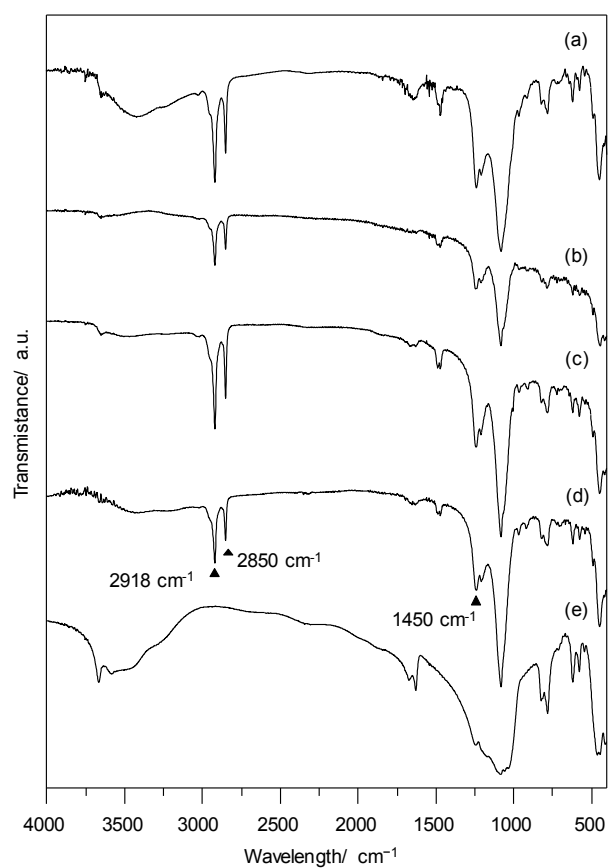 (a)
(b)
(c)
(d)
2918 cm⁻¹
2850 cm⁻¹
1450 cm⁻¹
(e)
Transmistance/ a.u.
4000 3500 3000 2500 2000 1500 1000 500
Wavelength/ cm⁻¹